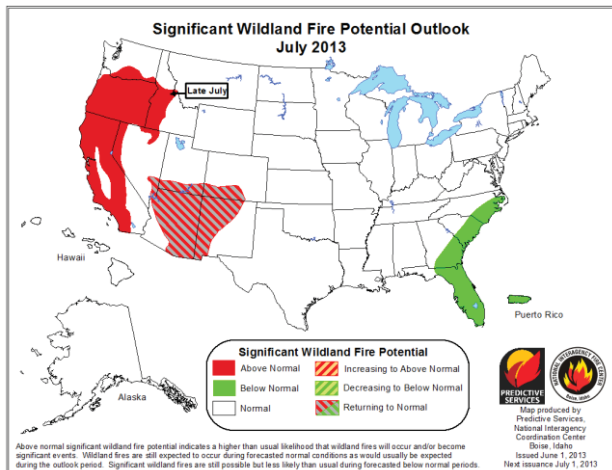 Significant Wildland Fire Potential Outlook
July 2013
Late July
Hawaii
Puerto Rico
Alaska
Significant Wildland Fire Potential
Above Normal
Increasing to Above Normal
Below Normal
Decreasing to Below Normal
Normal
Returning to Normal
PREDICTIVE
SERVICES
NATIONAL INTERAGENCY FIRE CENTER
Boise, Idaho
Map produced by
Predictive Services,
National Interagency
Coordination Center
Boise, Idaho
Issued June 1, 2013
Next issuance July 1, 2013
Above normal significant wildland fire potential indicates a higher than usual likelihood that wildland fires will occur and/or become
significant events. Wildland fires are still expected to occur during forecasted normal conditions as would usually be expected
during the outlook period. Significant wildland fires are still possible but less likely than usual during forecasted below normal periods.